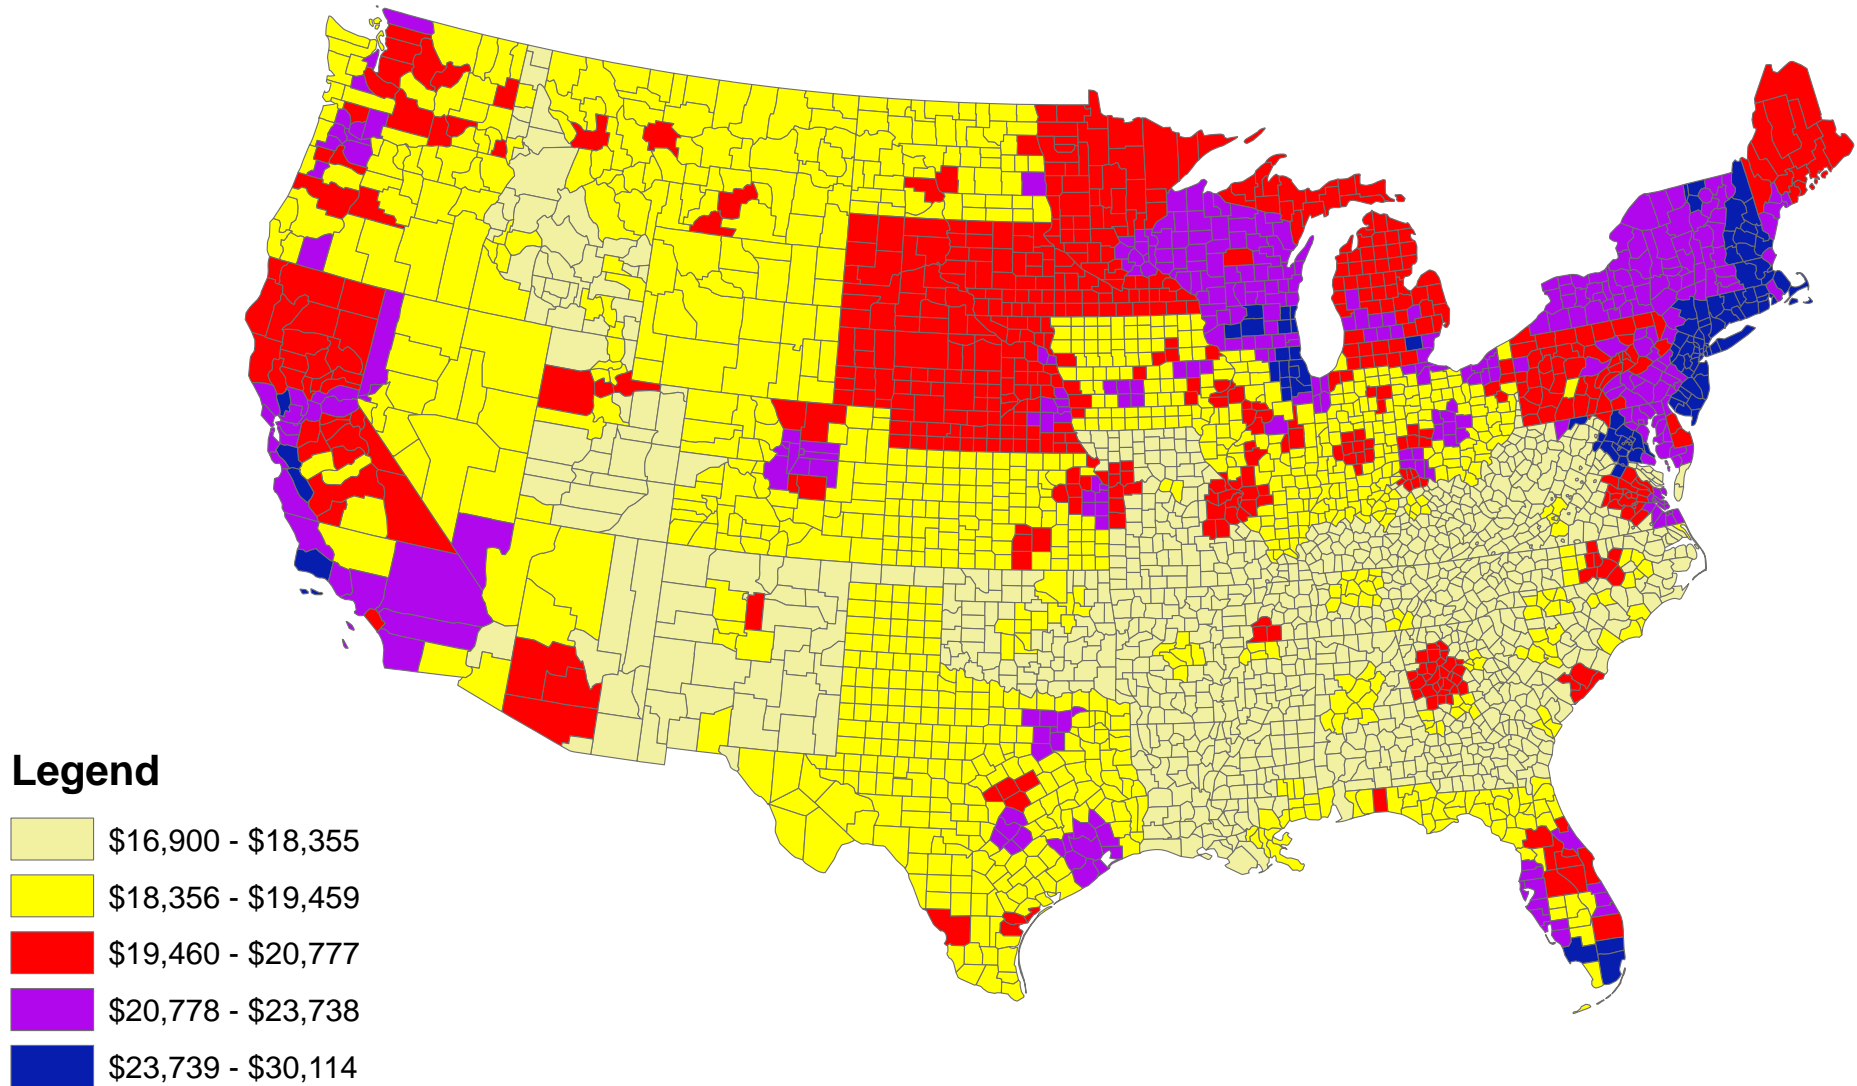 Legend
$16,900 - $18,355
$18,356 - $19,459
$19,460 - $20,777
$20,778 - $23,738
$23,739 - $30,114